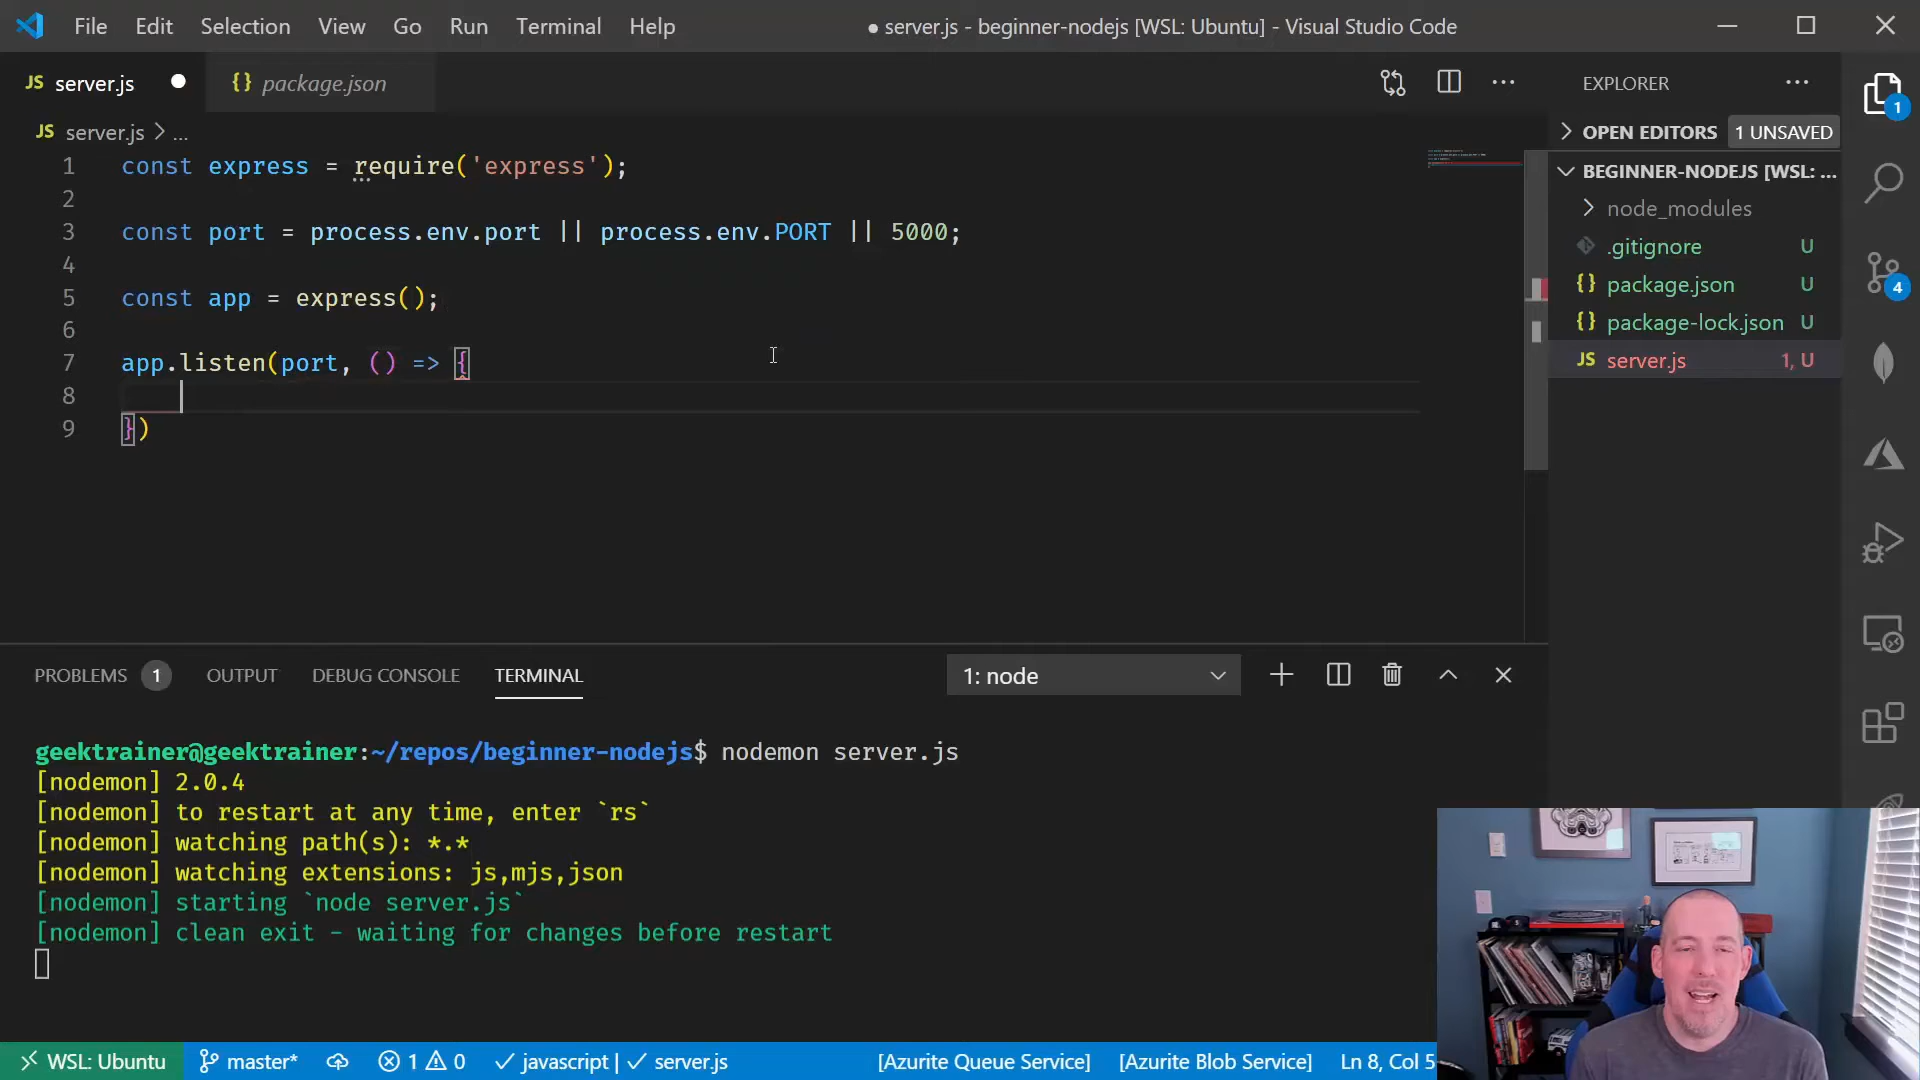 File Edit Selection View Go Run Terminal Help ● server.js - beginner-nodejs [WSL: Ubuntu] - Visual Studio Code
JS server.js ● {} package.json
EXPLORER
JS server.js > ...
OPEN EDITORS 1 UNSAVED
BEGINNER-NODEJS [WSL: ...
node_modules
.gitignore U
package.json U
package-lock.json U
JS server.js 1, U
1
4
1 const express = require('express');
2
3 const port = process.env.port || process.env.PORT || 5000;
4
5 const app = express();
6
7 app.listen(port, () => {
8
9 })
PROBLEMS 1 OUTPUT DEBUG CONSOLE TERMINAL 1: node
geektrainer@geektrainer:~/repos/beginner-nodejs$ nodemon server.js
[nodemon] 2.0.4
[nodemon] to restart at any time, enter `rs`
[nodemon] watching path(s): *.*
[nodemon] watching extensions: js,mjs,json
[nodemon] starting `node server.js`
[nodemon] clean exit - waiting for changes before restart
WSL: Ubuntu master* 1 0 javascript | server.js [Azurite Queue Service] [Azurite Blob Service] Ln 8, Col 5